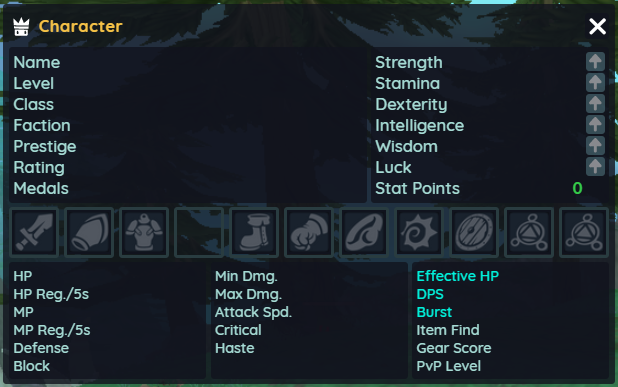 Character
Name
Level
Class
Faction
Prestige
Rating
Medals
Strength
Stamina
Dexterity
Intelligence
Wisdom
Luck
Stat Points 0
HP
HP Reg./5s
MP
MP Reg./5s
Defense
Block
Min Dmg.
Max Dmg.
Attack Spd.
Critical
Haste
Effective HP
DPS
Burst
Item Find
Gear Score
PvP Level